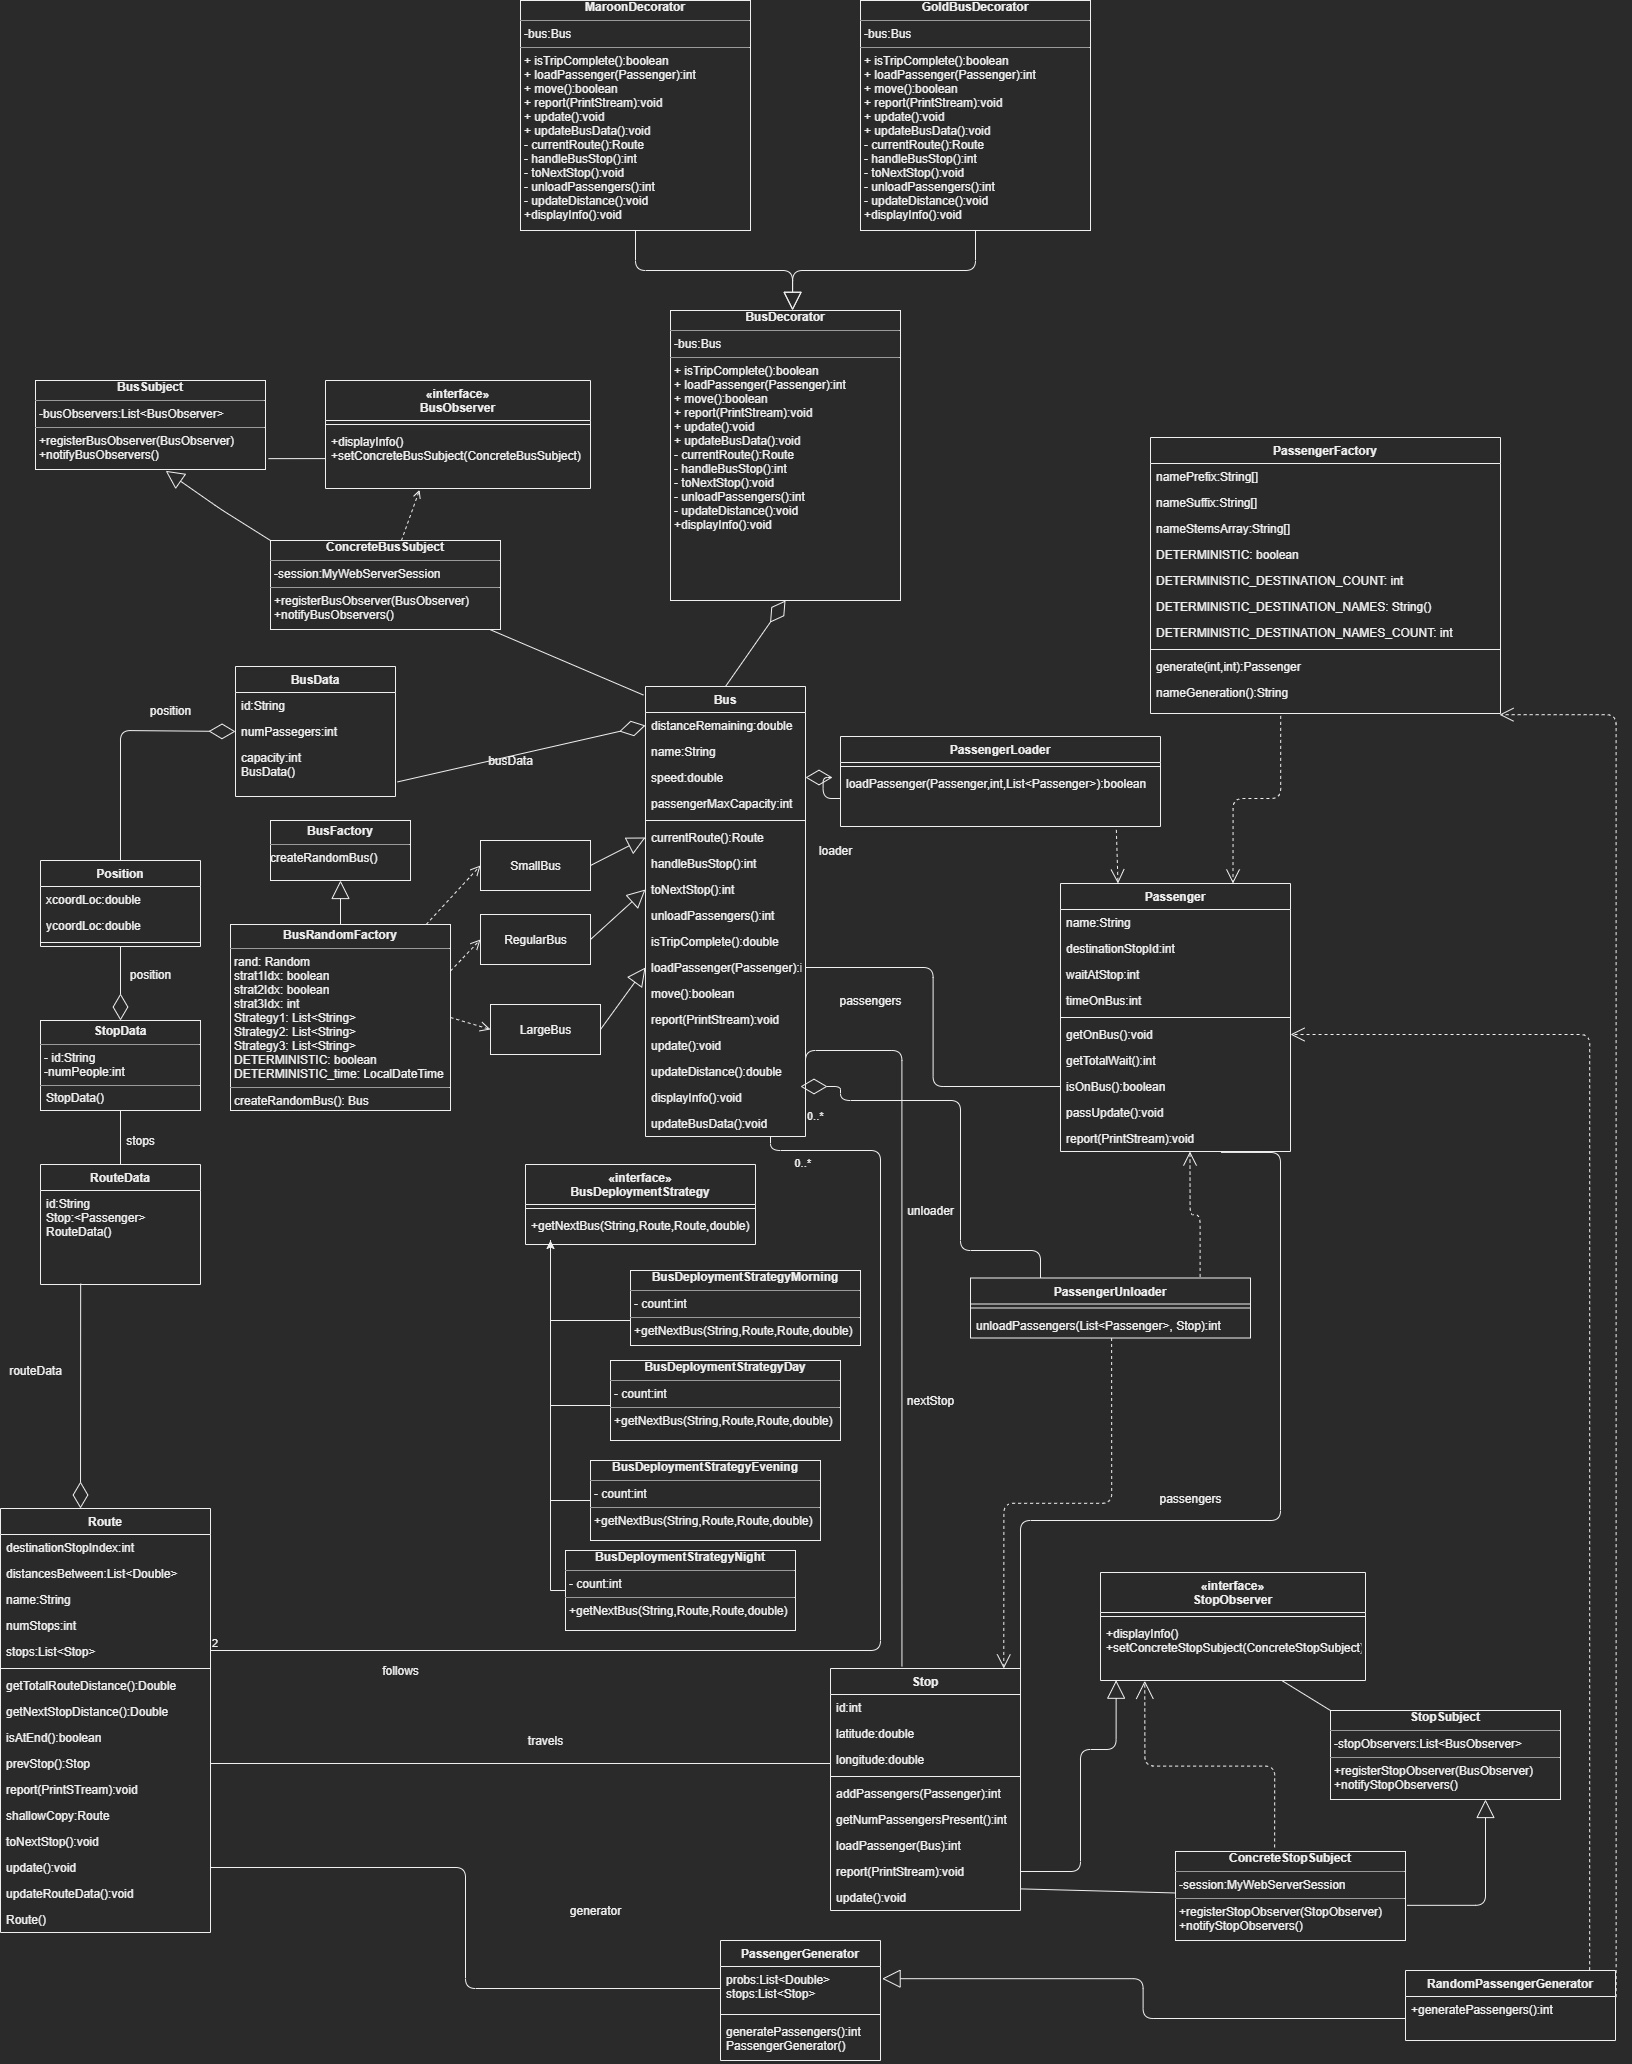 MaroonDecorator
-bus:Bus
+ isTripComplete():boolean
+ loadPassenger(Passenger):int
+ move():boolean
+ report(PrintStream):void
+ update():void
+ updateBusData():void
- currentRoute():Route
- handleBusStop():int
- toNextStop():void
- unloadPassengers():int
- updateDistance():void
+displayInfo():void
GoldBusDecorator
-bus:Bus
+ isTripComplete():boolean
+ loadPassenger(Passenger):int
+ move():boolean
+ report(PrintStream):void
+ update():void
+ updateBusData():void
- currentRoute():Route
- handleBusStop():int
- toNextStop():void
- unloadPassengers():int
- updateDistance():void
+displayInfo():void
BusDecorator
-bus:Bus
+ isTripComplete():boolean
+ loadPassenger(Passenger):int
+ move():boolean
+ report(PrintStream):void
+ update():void
+ updateBusData():void
- currentRoute():Route
- handleBusStop():int
- toNextStop():void
- unloadPassengers():int
- updateDistance():void
+displayInfo():void
BusSubject
-busObservers:List<BusObserver>
+registerBusObserver(BusObserver)
+notifyBusObservers()
«interface»
BusObserver
+displayInfo()
+setConcreteBusSubject(ConcreteBusSubject)
ConcreteBusSubject
-session:MyWebServerSession
+registerBusObserver(BusObserver)
+notifyBusObservers()
PassengerFactory
namePrefix:String[]
nameSuffix:String[]
nameStemsArray:String[]
DETERMINISTIC: boolean
DETERMINISTIC_DESTINATION_COUNT: int
DETERMINISTIC_DESTINATION_NAMES: String()
DETERMINISTIC_DESTINATION_NAMES_COUNT: int
generate(int,int):Passenger
nameGeneration():String
BusData
id:String
numPassegers:int
capacity:int
BusData()
position
busData
Bus
distanceRemaining:double
name:String
speed:double
passengerMaxCapacity:int
currentRoute():Route
handleBusStop():int
toNextStop():int
unloadPassengers():int
isTripComplete():double
loadPassenger(Passenger):i
move():boolean
report(PrintStream):void
update():void
updateDistance():double
displayInfo():void
updateBusData():void
PassengerLoader
loadPassenger(Passenger,int,List<Passenger>):boolean
loader
BusFactory
createRandomBus()
SmallBus
RegularBus
LargeBus
Position
xcoordLoc:double
ycoordLoc:double
position
BusRandomFactory
rand: Random
strat1Idx: boolean
strat2Idx: boolean
strat3Idx: int
Strategy1: List<String>
Strategy2: List<String>
Strategy3: List<String>
DETERMINISTIC: boolean
DETERMINISTIC_time: LocalDateTime
createRandomBus(): Bus
Passenger
name:String
destinationStopId:int
waitAtStop:int
timeOnBus:int
getOnBus():void
getTotalWait():int
isOnBus():boolean
passUpdate():void
report(PrintStream):void
passengers
StopData
- id:String
-numPeople:int
StopData()
stops
0..*
0..*
RouteData
id:String
Stop:<Passenger>
RouteData()
«interface»
BusDeploymentStrategy
+getNextBus(String,Route,Route,double)
unloader
BusDeploymentStrategyMorning
- count:int
+getNextBus(String,Route,Route,double)
PassengerUnloader
unloadPassengers(List<Passenger>, Stop):int
routeData
BusDeploymentStrategyDay
- count:int
+getNextBus(String,Route,Route,double)
nextStop
BusDeploymentStrategyEvening
- count:int
+getNextBus(String,Route,Route,double)
passengers
BusDeploymentStrategyNight
- count:int
+getNextBus(String,Route,Route,double)
Route
destinationStopIndex:int
distancesBetween:List<Double>
name:String
numStops:int
stops:List<Stop>
getTotalRouteDistance():Double
getNextStopDistance():Double
isAtEnd():boolean
prevStop():Stop
report(PrintSTream):void
shallowCopy:Route
toNextStop():void
update():void
updateRouteData():void
Route()
2
follows
travels
generator
Stop
id:int
latitude:double
longitude:double
addPassengers(Passenger):int
getNumPassengersPresent():int
loadPassenger(Bus):int
report(PrintStream):void
update():void
«interface»
StopObserver
+displayInfo()
+setConcreteStopSubject(ConcreteStopSubject)
StopSubject
-stopObservers:List<BusObserver>
+registerStopObserver(BusObserver)
+notifyStopObservers()
ConcreteStopSubject
-session:MyWebServerSession
+registerStopObserver(StopObserver)
+notifyStopObservers()
PassengerGenerator
probs:List<Double>
stops:List<Stop>
generatePassengers():int
PassengerGenerator()
RandomPassengerGenerator
+generatePassengers():int